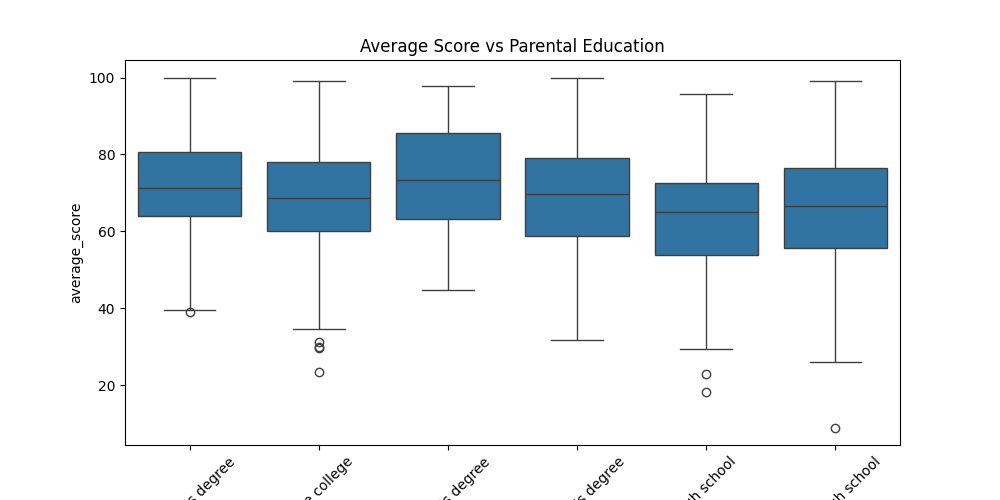 Average Score vs Parental Education
100
80
60
40
20
average_score
degree
college
degree
degree
school
school